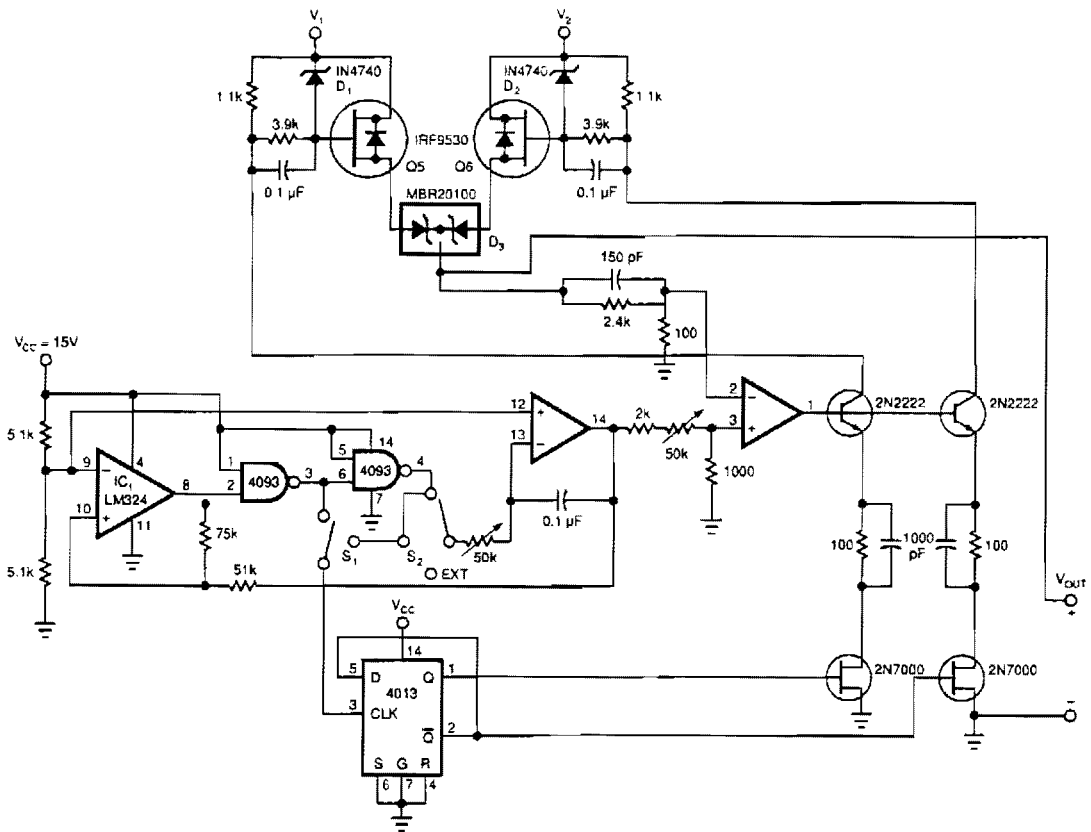 V1
V2
IN4740
D1
IN4740
D2
1.1k
1.1k
3.9k
3.9k
IRF9530
Q5
Q6
0.1 µF
0.1 µF
MBR20100
D3
150 pF
2.4k
100
VCC = 15V
5.1k
9
4
IC1
LM324
8
10
11
1
2
4093
3
5
14
6
4093
4
7
12
13
14
2k
50k
1000
2
3
1
2N2222
2N2222
75k
51k
S1
S2
EXT
50k
0.1 µF
100
1000
pF
100
5.1k
VOUT
+
VCC
14
5
D
Q
1
4013
3
CLK
Q̅
2
S
G
R
6
7
4
2N7000
2N7000
−